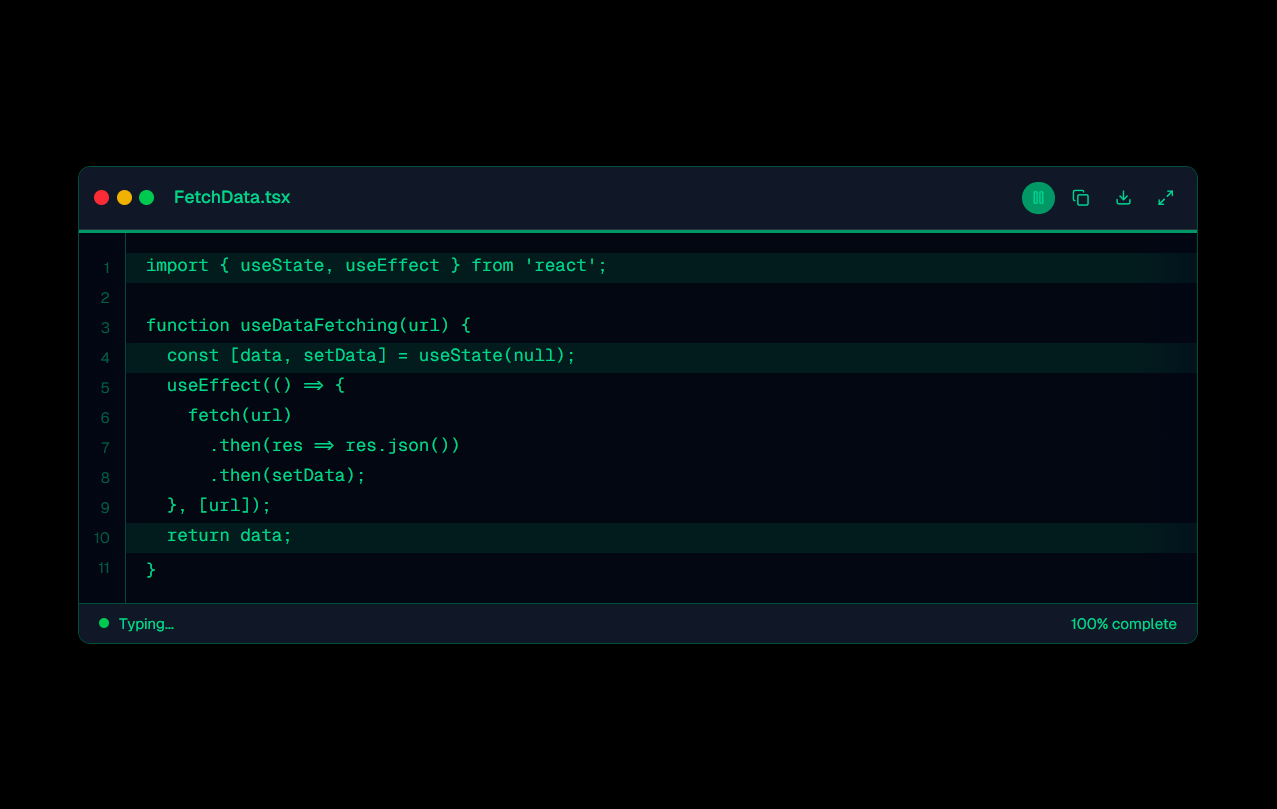 FetchData.tsx
1 import { useState, useEffect } from 'react';
2
3 function useDataFetching(url) {
4   const [data, setData] = useState(null);
5   useEffect(() => {
6     fetch(url)
7       .then(res => res.json())
8       .then(setData);
9   }, [url]);
10   return data;
11 }
Typing...
100% complete